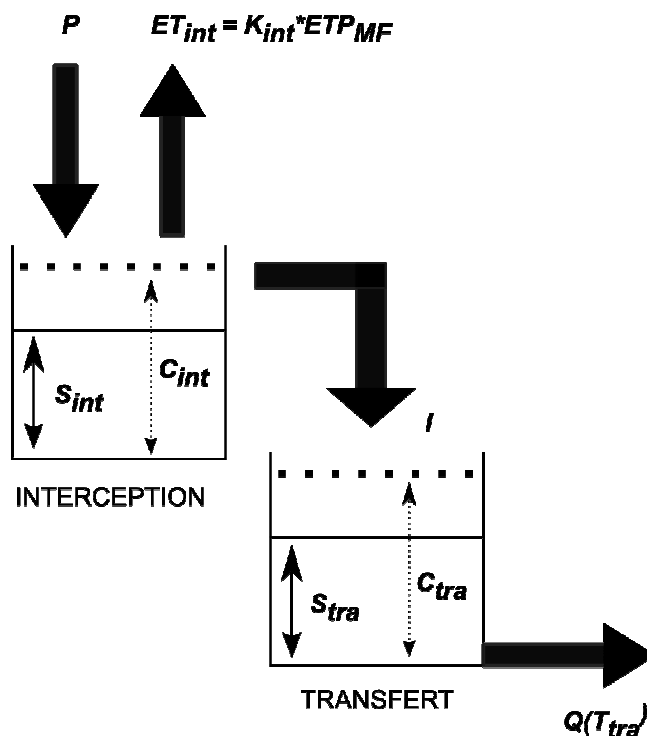 P
ET_int = K_int*ETP_MF
C_int
S_int
INTERCEPTION
I
C_tra
S_tra
TRANSFERT
Q(T_tra)